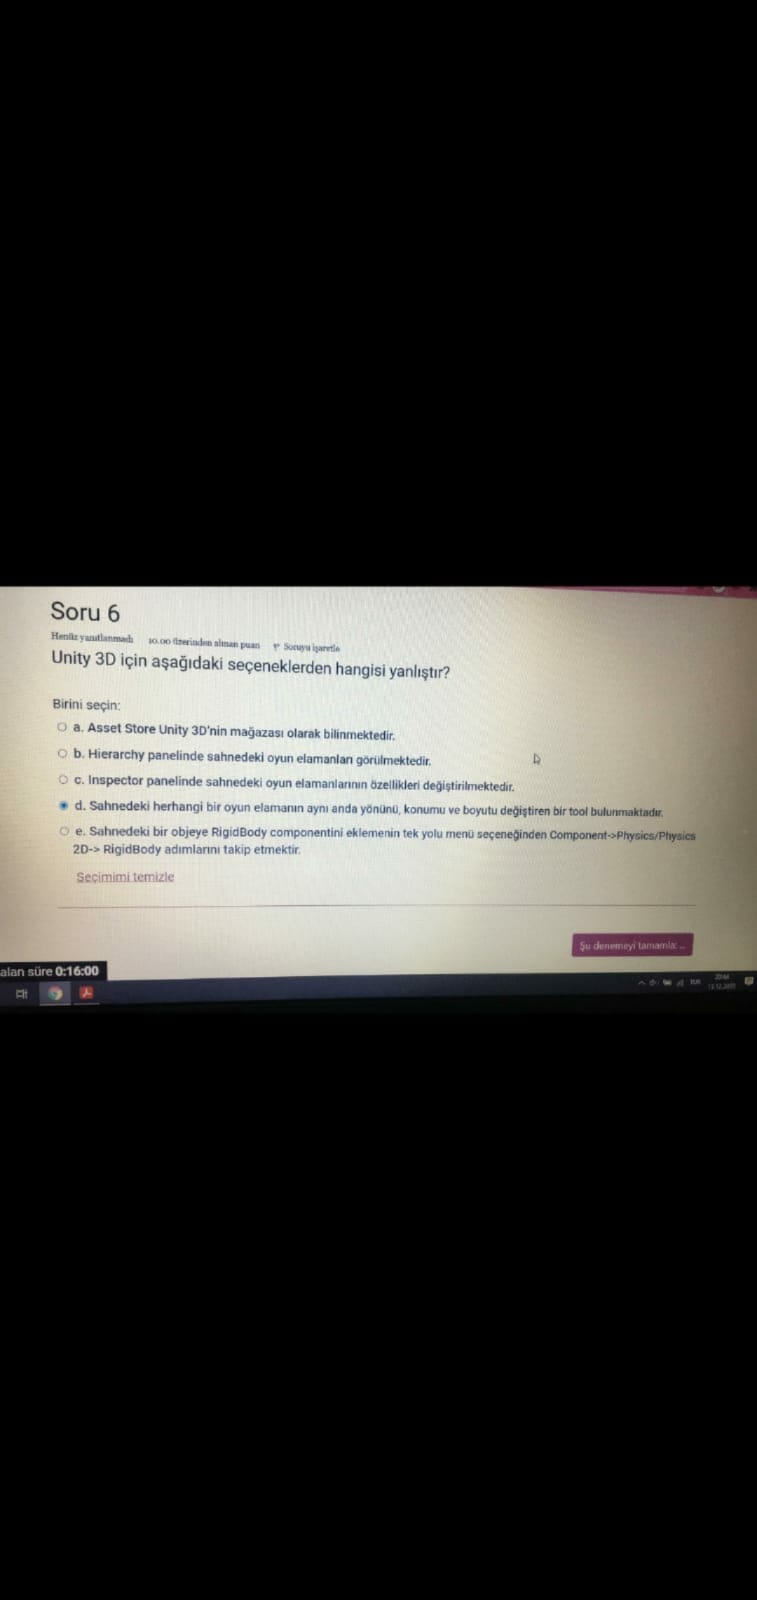 Soru 6
Henüz yanıtlanmadı 10.00 üzerinden alınan puan Soruyu işaretle
Unity 3D için aşağıdaki seçeneklerden hangisi yanlıştır?
Birini seçin:
a. Asset Store Unity 3D'nin mağazası olarak bilinmektedir.
b. Hierarchy panelinde sahnedeki oyun elamanları görülmektedir.
c. Inspector panelinde sahnedeki oyun elamanlarının özellikleri değiştirilmektedir.
d. Sahnedeki herhangi bir oyun elamanın aynı anda yönünü, konumu ve boyutu değiştiren bir tool bulunmaktadır.
e. Sahnedeki bir objeye RigidBody componentini eklemenin tek yolu menü seçeneğinden Component->Physics/Physics
2D-> RigidBody adımlarını takip etmektir.
Seçimimi temizle
Şu denemeyi tamamla ...
alan süre 0:16:00